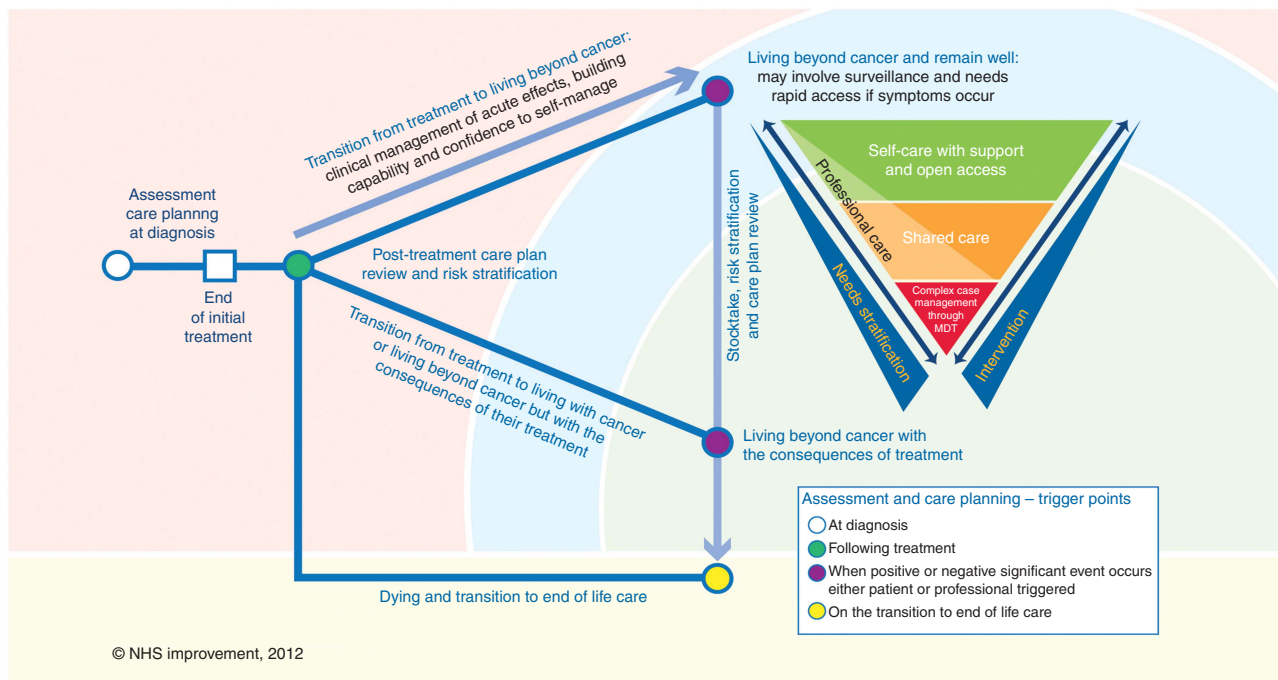 Assessment
care plannng
at diagnosis
End
of initial
treatment
Transition from treatment to living beyond cancer:
clinical management of acute effects, building
capability and confidence to self-manage
Post-treatment care plan
review and risk stratification
Transition from treatment to living with cancer
or living beyond cancer but with the
consequences of their treatment
Dying and transition to end of life care
Stocktake, risk stratification
and care plan review
Living beyond cancer and remain well:
may involve surveillance and needs
rapid access if symptoms occur
Self-care with support
and open access
Professional care
Shared care
Complex case
management
through
MDT
Needs stratification
Intervention
Living beyond cancer with
the consequences of treatment
Assessment and care planning – trigger points
At diagnosis
Following treatment
When positive or negative significant event occurs
either patient or professional triggered
On the transition to end of life care
© NHS improvement, 2012